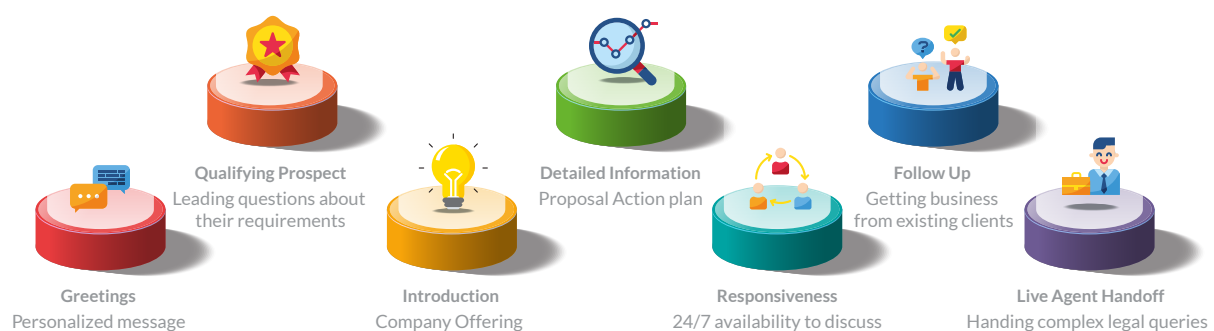 Greetings
Personalized message
Qualifying Prospect
Leading questions about
their requirements
Introduction
Company Offering
Detailed Information
Proposal Action plan
Responsiveness
24/7 availability to discuss
Follow Up
Getting business
from existing clients
Live Agent Handoff
Handing complex legal queries